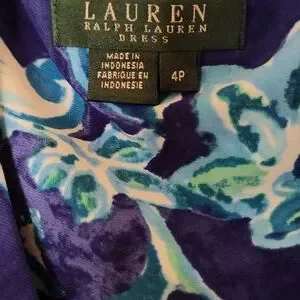 LAUREN
RALPH LAUREN
DRESS
MADE IN
INDONESIA
FABRIQUE EN
INDONESIE
4P